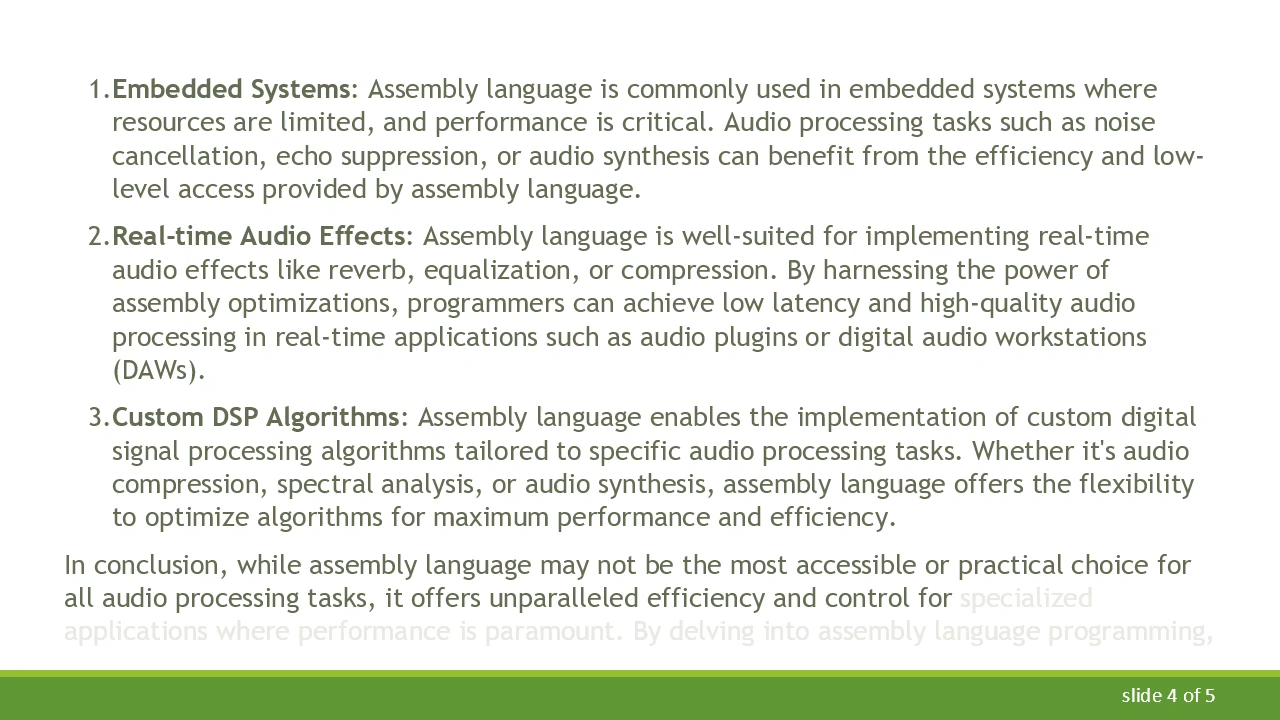 1. Embedded Systems: Assembly language is commonly used in embedded systems where
resources are limited, and performance is critical. Audio processing tasks such as noise
cancellation, echo suppression, or audio synthesis can benefit from the efficiency and low-
level access provided by assembly language.
2. Real-time Audio Effects: Assembly language is well-suited for implementing real-time
audio effects like reverb, equalization, or compression. By harnessing the power of
assembly optimizations, programmers can achieve low latency and high-quality audio
processing in real-time applications such as audio plugins or digital audio workstations
(DAWs).
3. Custom DSP Algorithms: Assembly language enables the implementation of custom digital
signal processing algorithms tailored to specific audio processing tasks. Whether it's audio
compression, spectral analysis, or audio synthesis, assembly language offers the flexibility
to optimize algorithms for maximum performance and efficiency.
In conclusion, while assembly language may not be the most accessible or practical choice for
all audio processing tasks, it offers unparalleled efficiency and control for specialized
applications where performance is paramount. By delving into assembly language programming,
slide 4 of 5